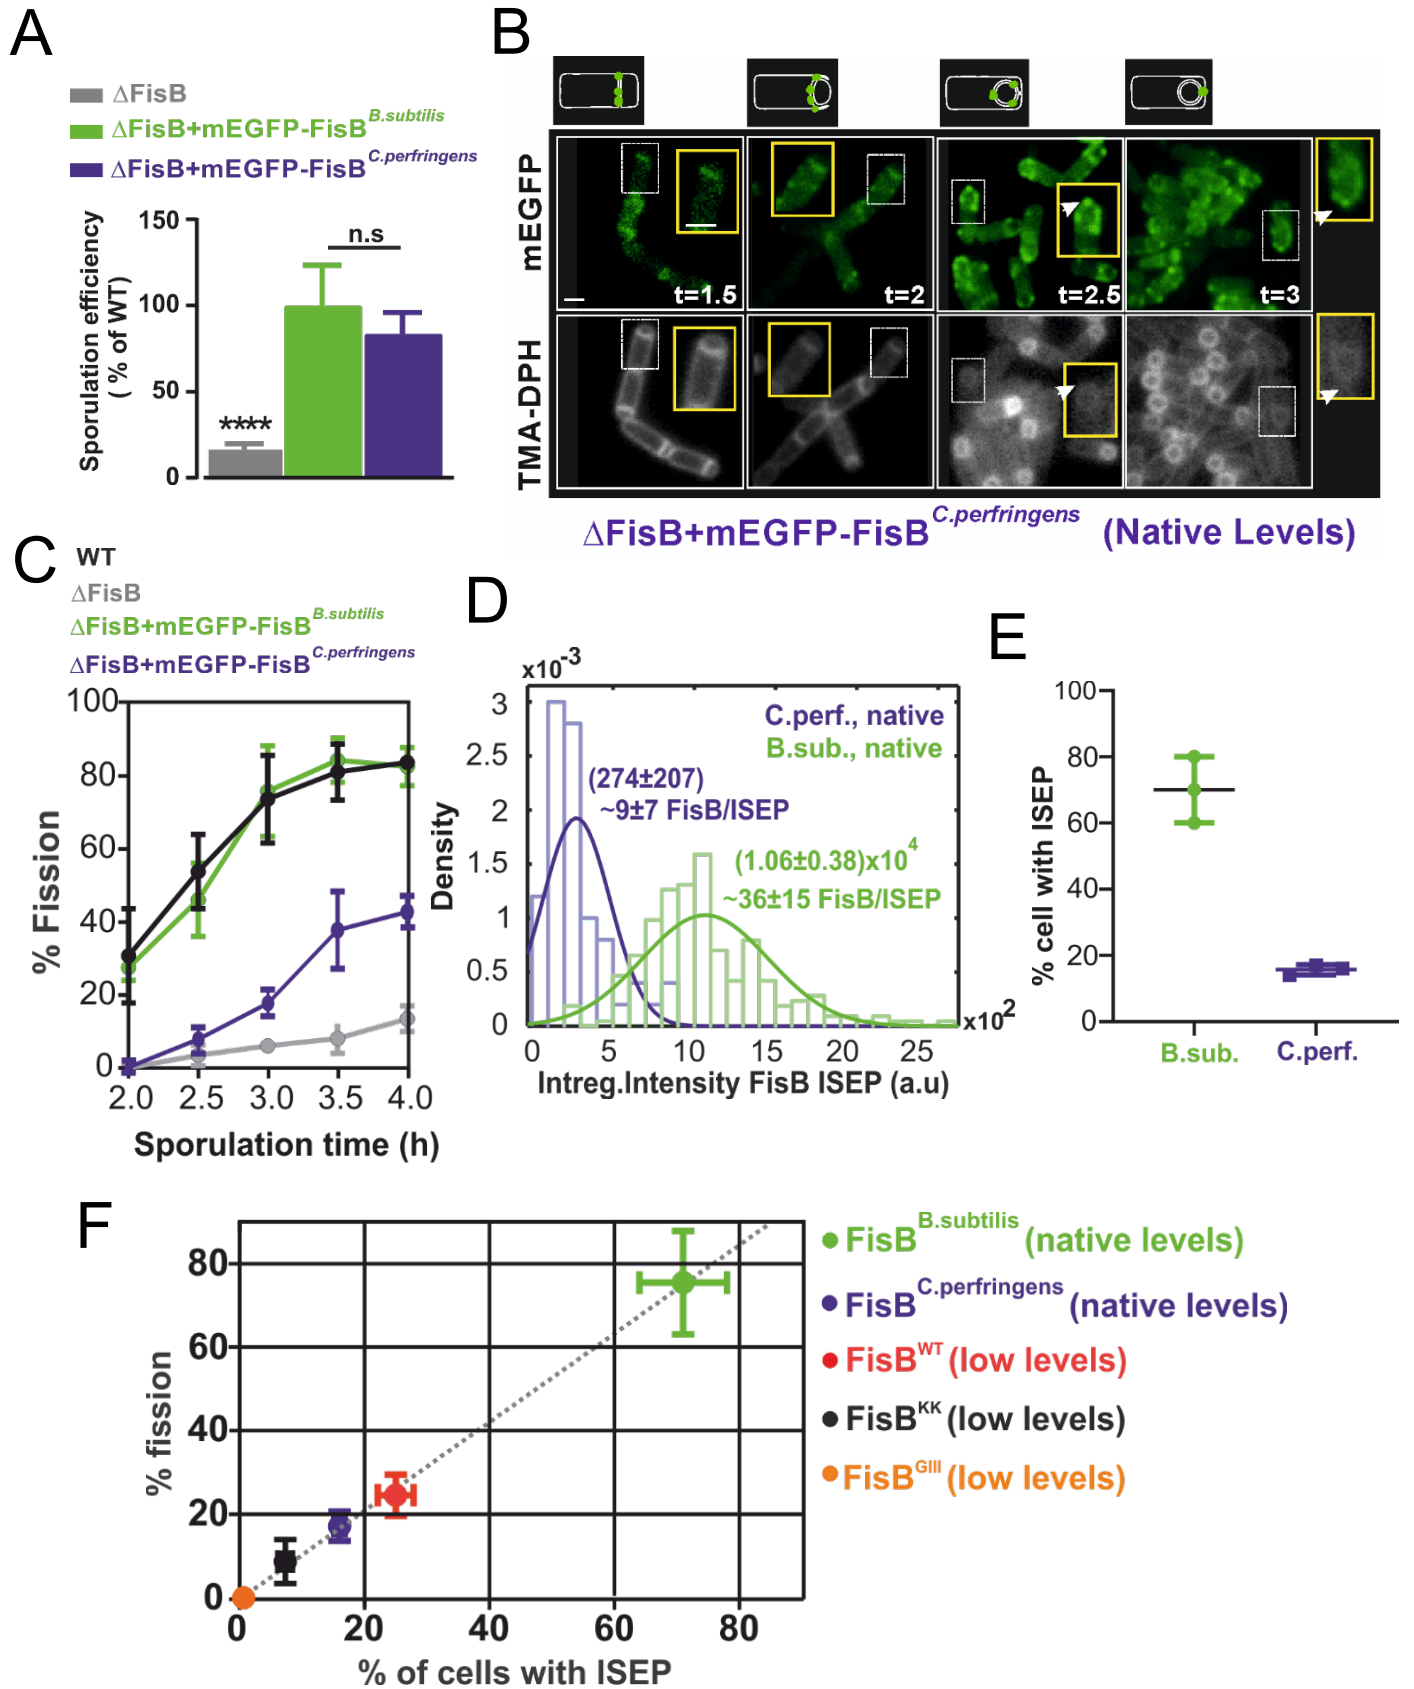 A
ΔFisB
ΔFisB+mEGFP-FisB^B.subtilis
ΔFisB+mEGFP-FisB^C.perfringens
Sporulation efficiency
( % of WT)
150
100
50
0
n.s
****
B
mEGFP
TMA-DPH
t=1.5
t=2
t=2.5
t=3
ΔFisB+mEGFP-FisB^C.perfringens (Native Levels)
C
WT
ΔFisB
ΔFisB+mEGFP-FisB^B.subtilis
ΔFisB+mEGFP-FisB^C.perfringens
% Fission
100
80
60
40
20
0
2.0 2.5 3.0 3.5 4.0
Sporulation time (h)
D
x10^-3
Density
3
2.5
2
1.5
1
0.5
0
C.perf., native
B.sub., native
(274±207)
~9±7 FisB/ISEP
(1.06±0.38)x10^4
~36±15 FisB/ISEP
x10^2
0 5 10 15 20 25
Intreg.Intensity FisB ISEP (a.u)
E
% cell with ISEP
100
80
60
40
20
0
B.sub. C.perf.
F
% fission
80
60
40
20
0
0 20 40 60 80
% of cells with ISEP
FisB^B.subtilis (native levels)
FisB^C.perfringens (native levels)
FisB^WT (low levels)
FisB^KK (low levels)
FisB^GIII (low levels)